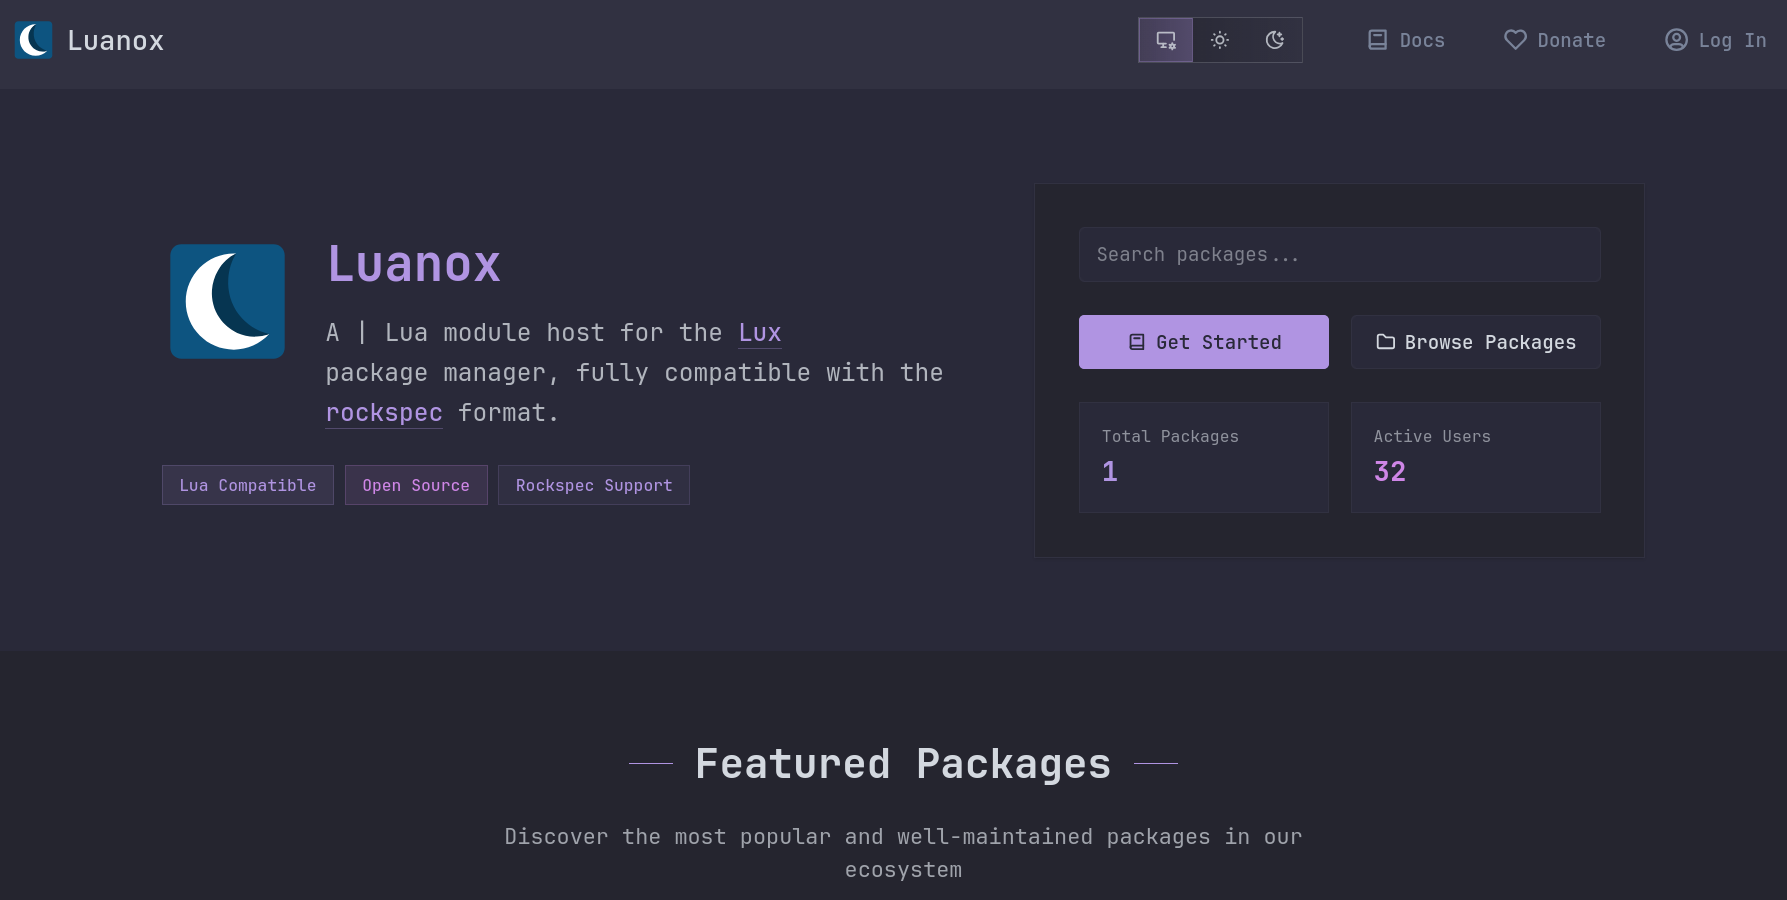 Luanox
Docs
Donate
Log In
Luanox
A | Lua module host for the Lux
package manager, fully compatible with the
rockspec format.
Lua Compatible
Open Source
Rockspec Support
Search packages...
Get Started
Browse Packages
Total Packages
1
Active Users
32
Featured Packages
Discover the most popular and well-maintained packages in our
ecosystem